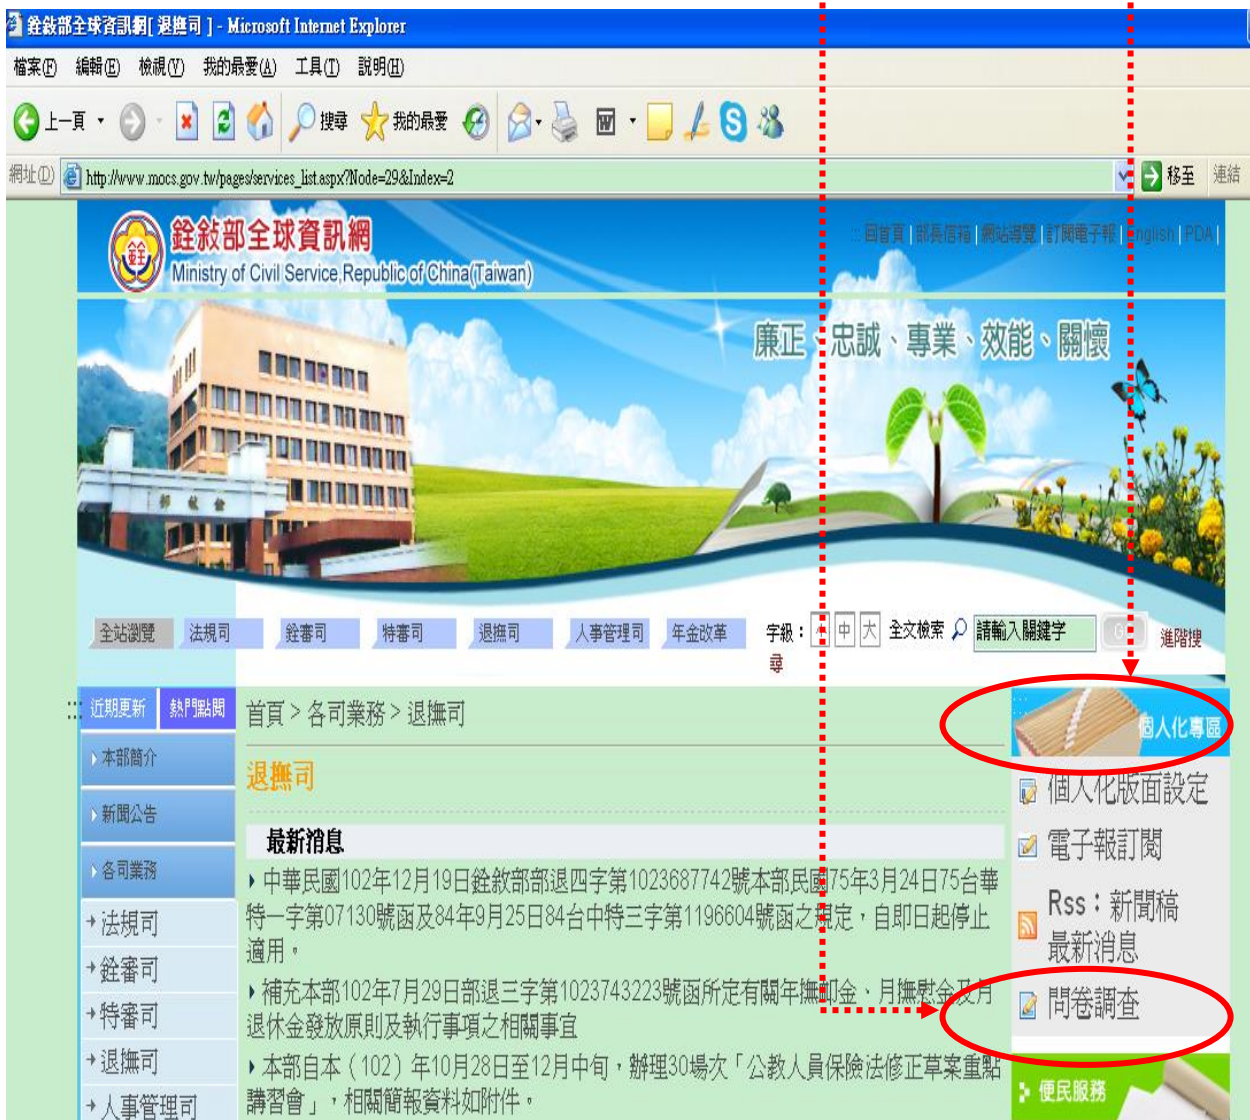 銓敍部全球資訊網[ 退撫司 ] - Microsoft Internet Explorer
檔案(F) 編輯(E) 檢視(V) 我的最愛(A) 工具(T) 說明(H)
上一頁 搜尋 我的最愛
網址(D) http://www.mocs.gov.tw/pages/services_list.aspx?Node=29&Index=2 移至 連結
銓敍部全球資訊網
Ministry of Civil Service,Republic of China(Taiwan)
::: 回首頁 | 部長信箱 | 網站導覽 | 訂閱電子報 | English | PDA |
廉正、忠誠、專業、效能、關懷
部敍銓
全站瀏覽 法規司 銓審司 特審司 退撫司 人事管理司 年金改革 字級：小 中 大 全文檢索 請輸入關鍵字 GO 進階搜
尋
::: 近期更新 熱門點閱
本部簡介
新聞公告
各司業務
法規司
銓審司
特審司
退撫司
人事管理司
首頁 > 各司業務 > 退撫司
退撫司
最新消息
中華民國102年12月19日銓敘部部退四字第1023687742號本部民國75年3月24日75台華
特一字第07130號函及84年9月25日84台中特三字第1196604號函之規定，自即日起停止
適用。
補充本部102年7月29日部退三字第1023743223號函所定有關年撫卹金、月撫慰金及月
退休金發放原則及執行事項之相關事宜
本部自本（102）年10月28日至12月中旬，辦理30場次「公教人員保險法修正草案重點
講習會」，相關簡報資料如附件。
個人化專區
個人化版面設定
電子報訂閱
Rss：新聞稿
最新消息
問卷調查
便民服務